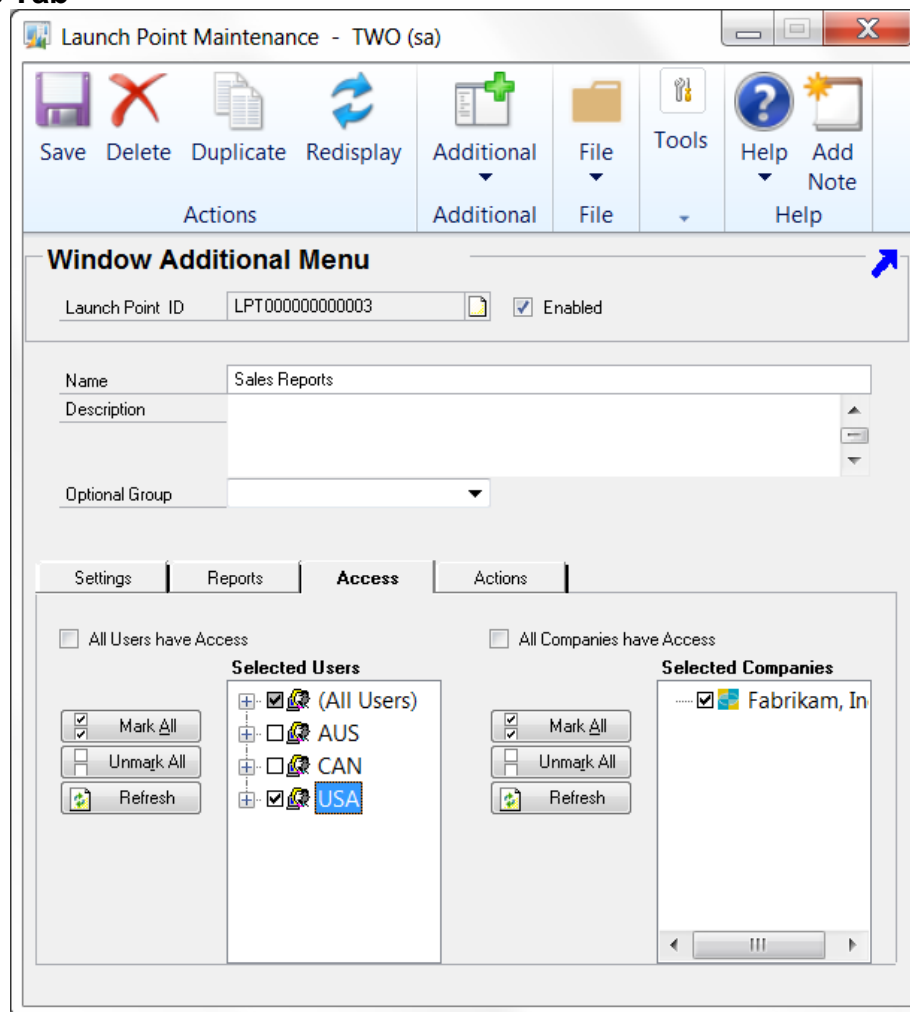 Tab
Launch Point Maintenance - TWO (sa)
Save Delete Duplicate Redisplay Additional File Tools Help Add Note
Actions Additional File Help
Window Additional Menu
Launch Point ID LPT000000000003 Enabled
Name Sales Reports
Description
Optional Group
Settings Reports Access Actions
All Users have Access All Companies have Access
Selected Users Selected Companies
(All Users) Fabrikam, In
Mark All AUS Mark All
Unmark All CAN Unmark All
Refresh USA Refresh